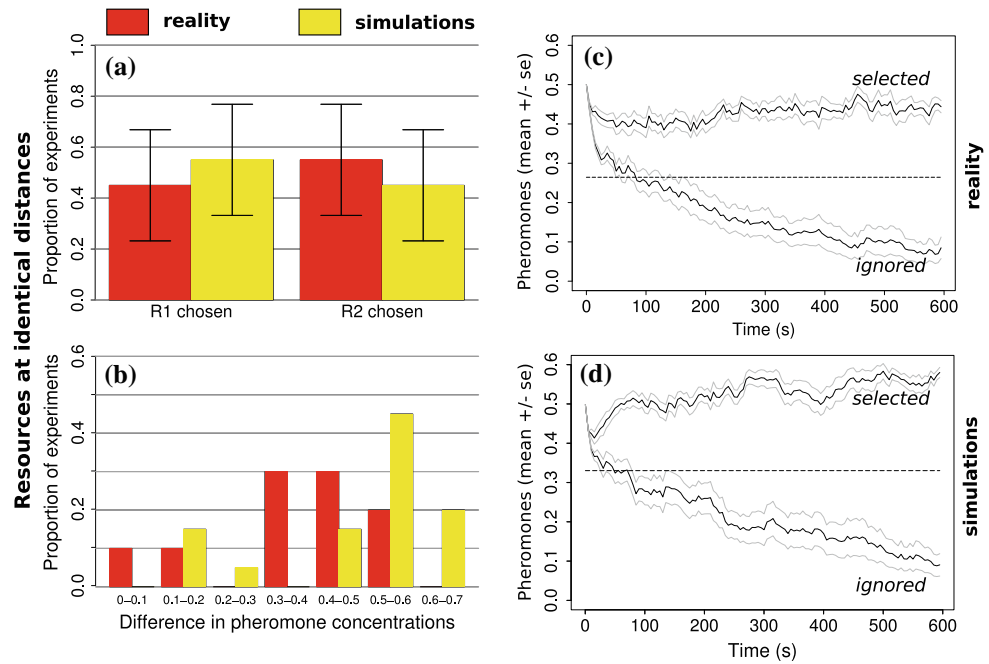 reality
simulations
Resources at identical distances
(a)
Proportion of experiments
1.0
0.8
0.6
0.4
0.2
0.0
R1 chosen
R2 chosen
(b)
Proportion of experiments
0.6
0.4
0.2
0.0
0–0.1
0.1–0.2
0.2–0.3
0.3–0.4
0.4–0.5
0.5–0.6
0.6–0.7
Difference in pheromone concentrations
(c)
Pheromones (mean +/- se)
0.6
0.5
0.4
0.3
0.2
0.1
0.0
selected
ignored
0
100
200
300
400
500
600
Time (s)
reality
(d)
Pheromones (mean +/- se)
0.6
0.5
0.4
0.3
0.2
0.1
0.0
selected
ignored
0
100
200
300
400
500
600
Time (s)
simulations